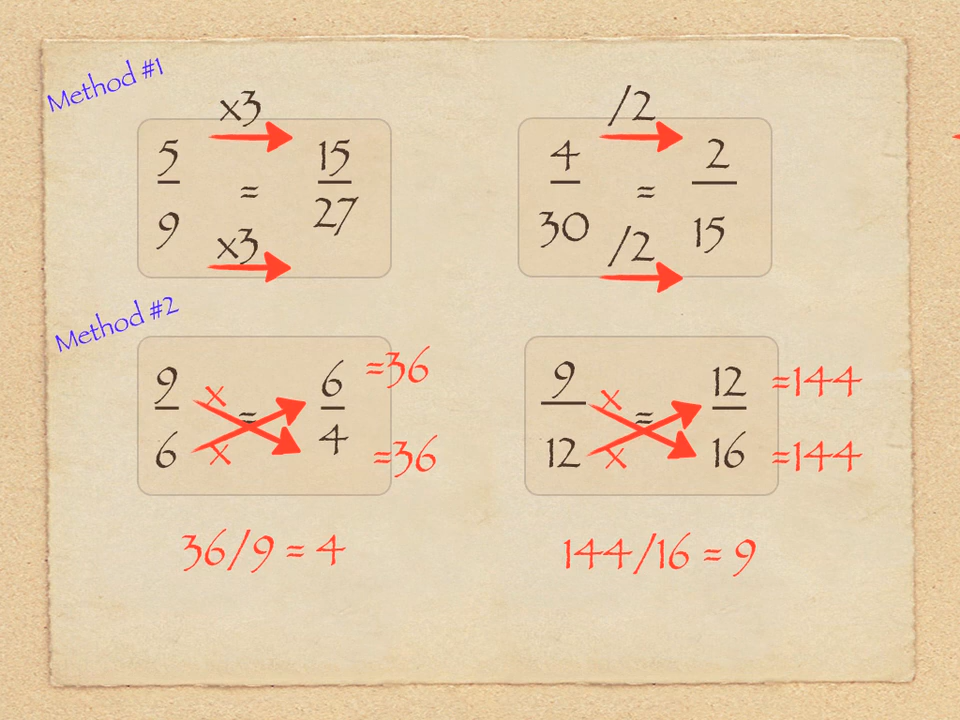 Method #1
x3
5/9 = 15/27
x3
/2
4/30 = 2/15
/2
Method #2
9/6 = 6/4
x
x
=36
=36
36/9 = 4
9/12 = 12/16
x
x
=144
=144
144/16 = 9